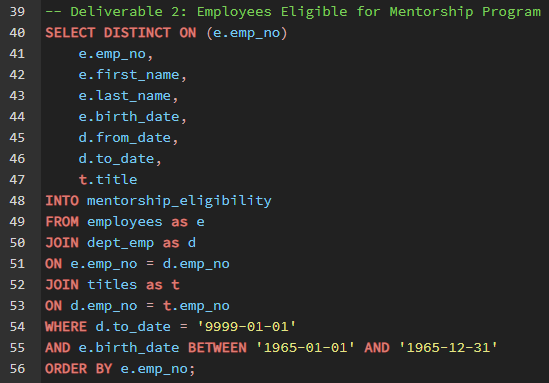 39 -- Deliverable 2: Employees Eligible for Mentorship Program
40 SELECT DISTINCT ON (e.emp_no)
41     e.emp_no,
42     e.first_name,
43     e.last_name,
44     e.birth_date,
45     d.from_date,
46     d.to_date,
47     t.title
48 INTO mentorship_eligibility
49 FROM employees as e
50 JOIN dept_emp as d
51 ON e.emp_no = d.emp_no
52 JOIN titles as t
53 ON d.emp_no = t.emp_no
54 WHERE d.to_date = '9999-01-01'
55 AND e.birth_date BETWEEN '1965-01-01' AND '1965-12-31'
56 ORDER BY e.emp_no;